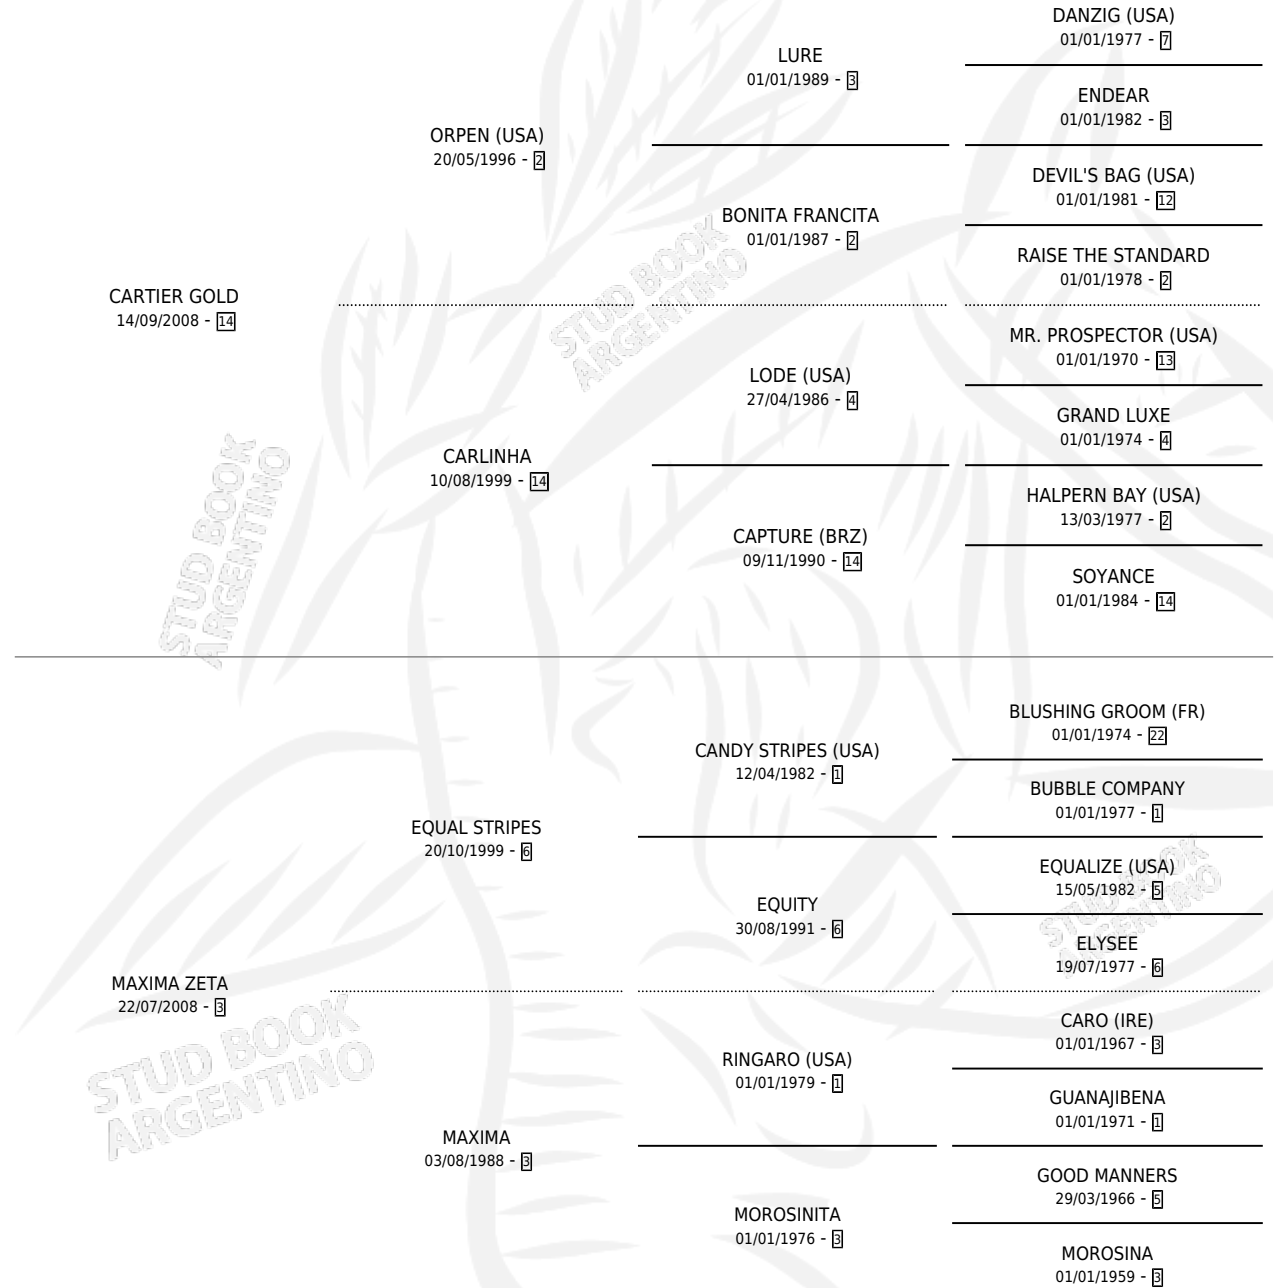 DANZIG (USA)
01/01/1977 - 7
LURE
01/01/1989 - 3
ENDEAR
01/01/1982 - 3
ORPEN (USA)
20/05/1996 - 2
DEVIL'S BAG (USA)
01/01/1981 - 12
BONITA FRANCITA
01/01/1987 - 2
RAISE THE STANDARD
01/01/1978 - 2
CARTIER GOLD
14/09/2008 - 14
STUD BOOK
ARGENTINO
MR. PROSPECTOR (USA)
01/01/1970 - 13
LODE (USA)
27/04/1986 - 4
GRAND LUXE
01/01/1974 - 4
CARLINHA
10/08/1999 - 14
STUD BOOK
ARGENTINO
HALPERN BAY (USA)
13/03/1977 - 2
CAPTURE (BRZ)
09/11/1990 - 14
SOYANCE
01/01/1984 - 14
BLUSHING GROOM (FR)
01/01/1974 - 22
CANDY STRIPES (USA)
12/04/1982 - 1
BUBBLE COMPANY
01/01/1977 - 1
EQUAL STRIPES
20/10/1999 - 6
EQUALIZE (USA)
15/05/1982 - 5
STUD BOOK
ARGENTINO
EQUITY
30/08/1991 - 6
ELYSEE
19/07/1977 - 6
MAXIMA ZETA
22/07/2008 - 3
STUD BOOK
ARGENTINO
CARO (IRE)
01/01/1967 - 3
RINGARO (USA)
01/01/1979 - 1
GUANAJIBENA
01/01/1971 - 1
MAXIMA
03/08/1988 - 3
GOOD MANNERS
29/03/1966 - 5
MOROSINITA
01/01/1976 - 3
MOROSINA
01/01/1959 - 3